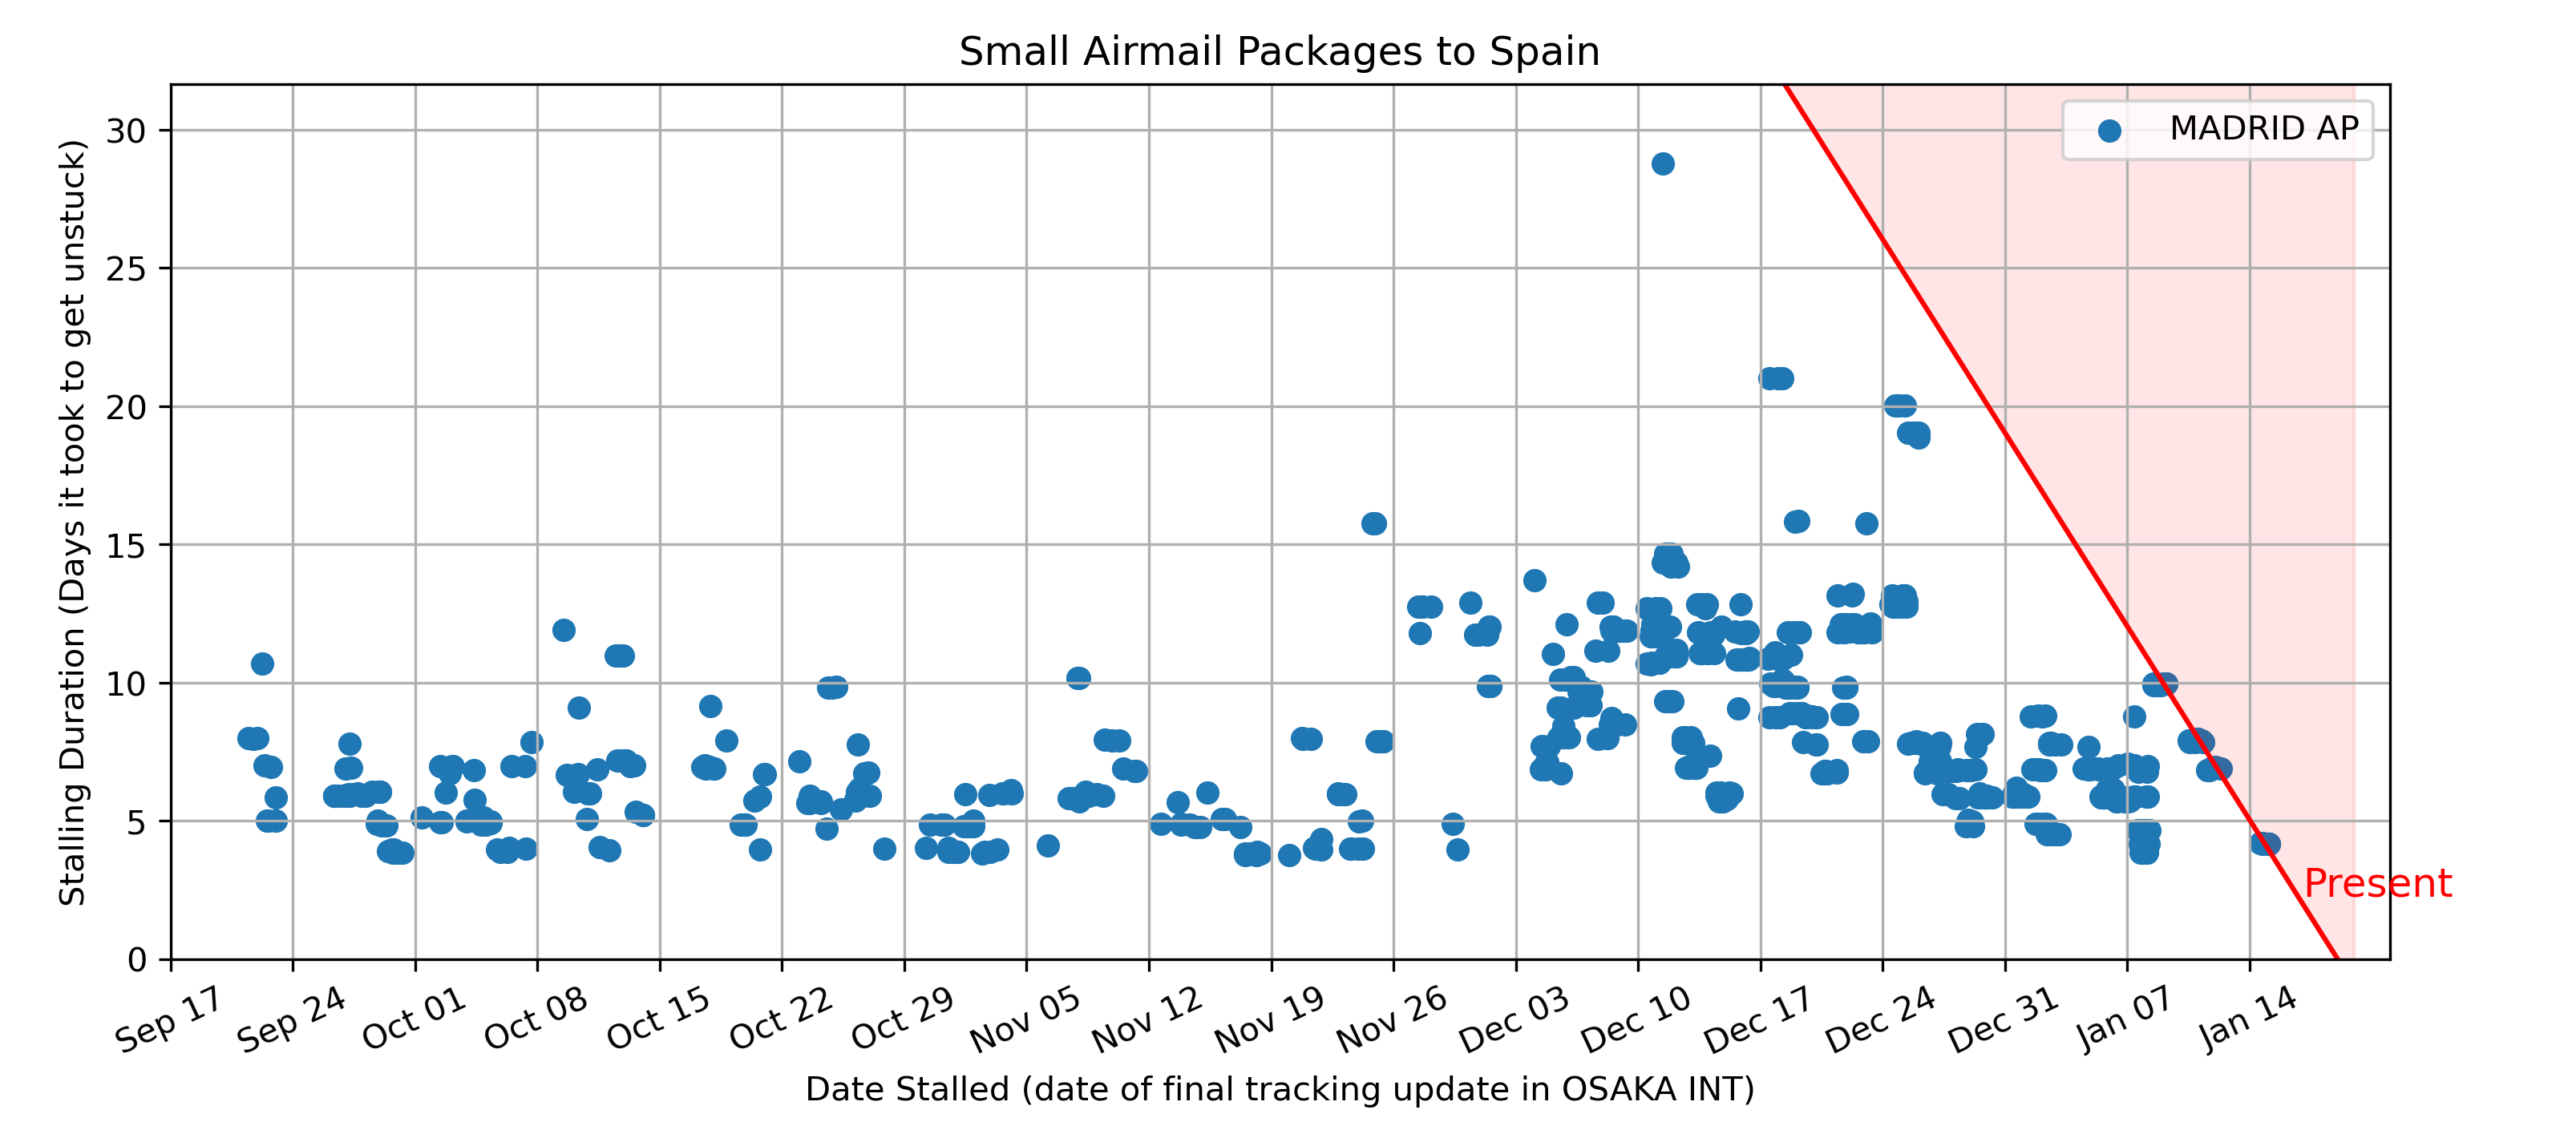 Small Airmail Packages to Spain
MADRID AP
Stalling Duration (Days it took to get unstuck)
30
25
20
15
10
5
0
Present
Sep 17
Sep 24
Oct 01
Oct 08
Oct 15
Oct 22
Oct 29
Nov 05
Nov 12
Nov 19
Nov 26
Dec 03
Dec 10
Dec 17
Dec 24
Dec 31
Jan 07
Jan 14
Date Stalled (date of final tracking update in OSAKA INT)